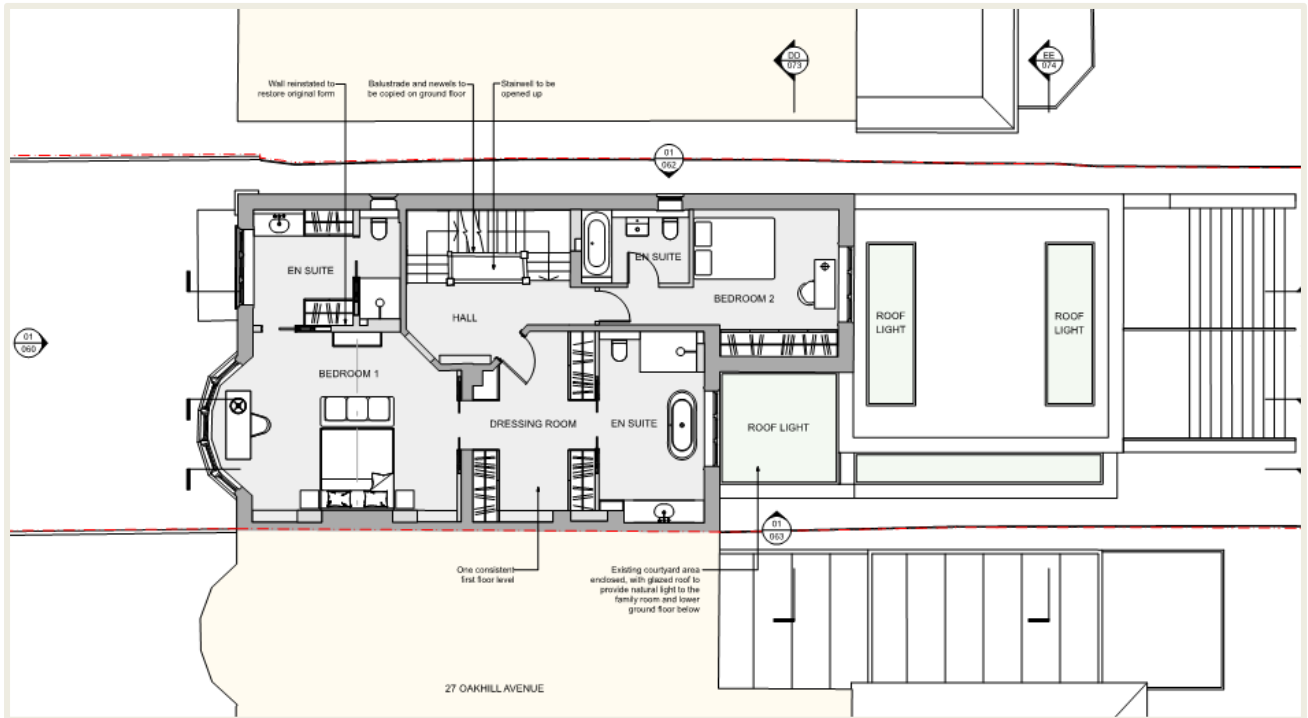 DD
073
EE
074
Wall reinstated to
restore original form
Balustrade and newels to
be copied on ground floor
Stairwell to be
opened up
01
062
EN SUITE
EN SUITE
BEDROOM 2
HALL
ROOF
LIGHT
ROOF
LIGHT
01
060
BEDROOM 1
DRESSING ROOM
EN SUITE
ROOF LIGHT
01
063
One consistent
first floor level
Existing courtyard area
enclosed, with glazed roof to
provide natural light to the
family room and lower
ground floor below
27 OAKHILL AVENUE